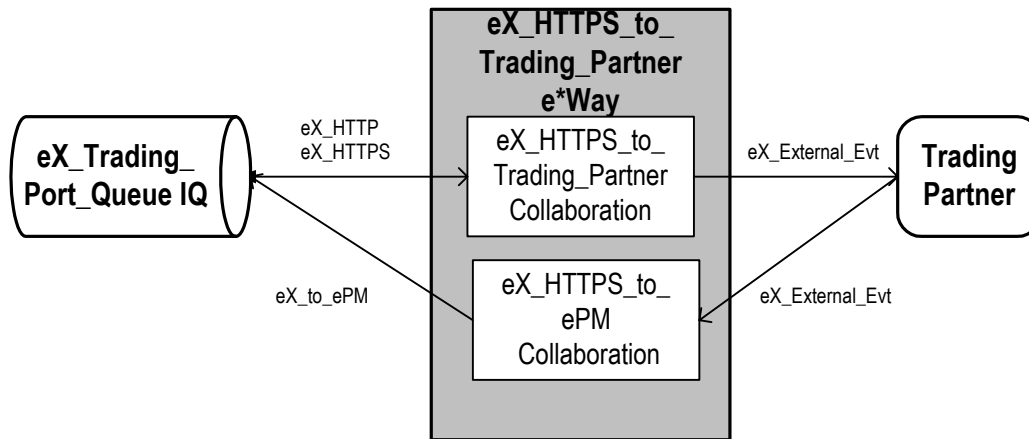 eX_HTTPS_to_
Trading_Partner
e*Way
eX_Trading_
Port_Queue IQ
eX_HTTP
eX_HTTPS
eX_HTTPS_to_
Trading_Partner
Collaboration
eX_External_Evt
Trading
Partner
eX_to_ePM
eX_HTTPS_to_
ePM
Collaboration
eX_External_Evt